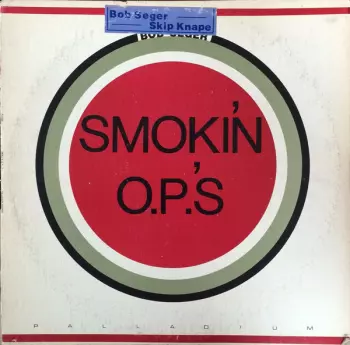 Bob Seger
Skip Knape
BOB SEGER
SMOKIN'
O.P.'S
PALLADIUM